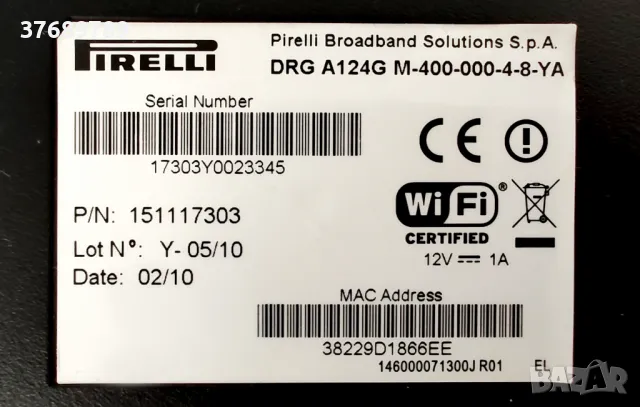 PIRELLI
Pirelli Broadband Solutions S.p.A.
DRG A124G M-400-000-4-8-YA
Serial Number
17303Y0023345
P/N: 151117303
Lot N°: Y- 05/10
Date: 02/10
CE
WiFi®
CERTIFIED
12V ⎓ 1A
MAC Address
38229D1866EE
146000071300J R01
EL
BAZAR